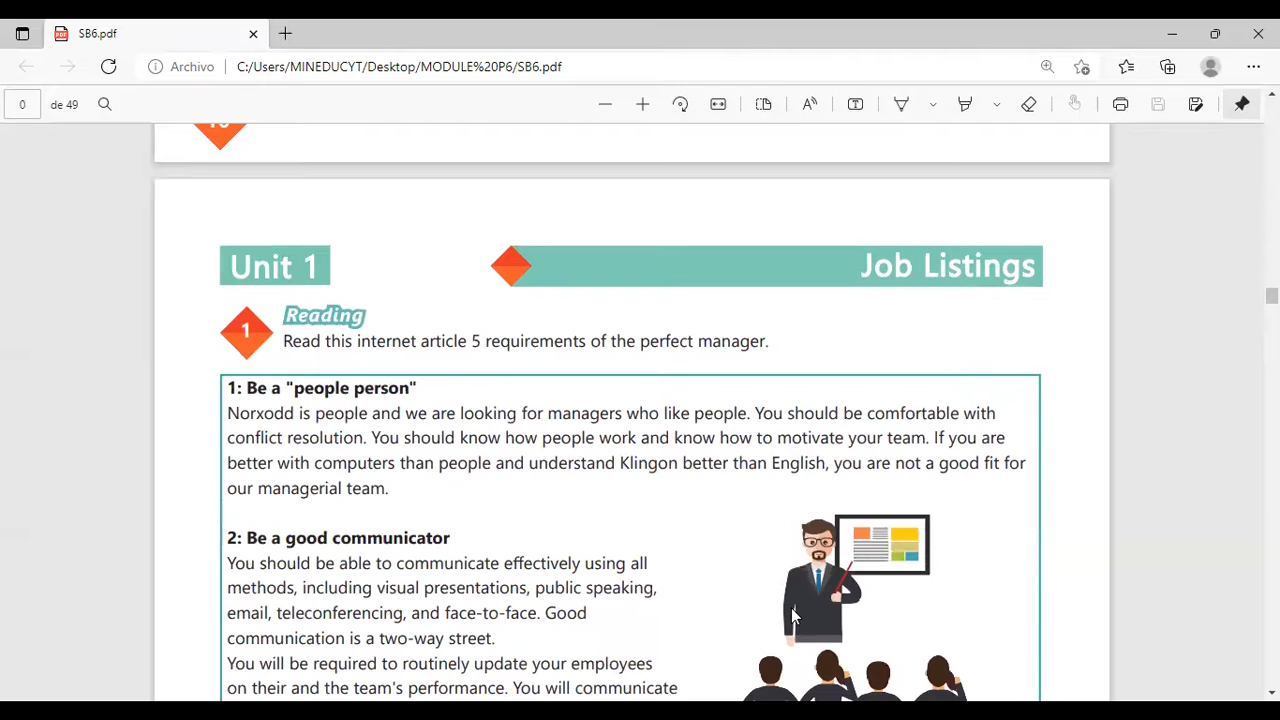 SB6.pdf
Archivo
C:/Users/MINEDUCYT/Desktop/MODULE%20P6/SB6.pdf
0 de 49
Unit 1
Job Listings
1
Reading
Read this internet article 5 requirements of the perfect manager.
1: Be a "people person"
Norxodd is people and we are looking for managers who like people. You should be comfortable with
conflict resolution. You should know how people work and know how to motivate your team. If you are
better with computers than people and understand Klingon better than English, you are not a good fit for
our managerial team.
2: Be a good communicator
You should be able to communicate effectively using all
methods, including visual presentations, public speaking,
email, teleconferencing, and face-to-face. Good
communication is a two-way street.
You will be required to routinely update your employees
on their and the team's performance. You will communicate